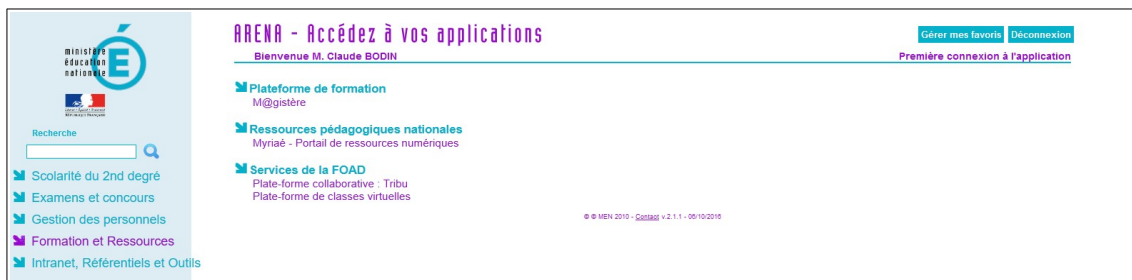 ministère
éducation
nationale
Recherche
Scolarité du 2nd degré
Examens et concours
Gestion des personnels
Formation et Ressources
Intranet, Référentiels et Outils
ARENA - Accédez à vos applications
Gérer mes favoris Déconnexion
Bienvenue M. Claude BODIN
Première connexion à l'application
Plateforme de formation
M@gistère
Ressources pédagogiques nationales
Myriaé - Portail de ressources numériques
Services de la FOAD
Plate-forme collaborative : Tribu
Plate-forme de classes virtuelles
© © MEN 2010 - Contact v.2.1.1 - 06/10/2016